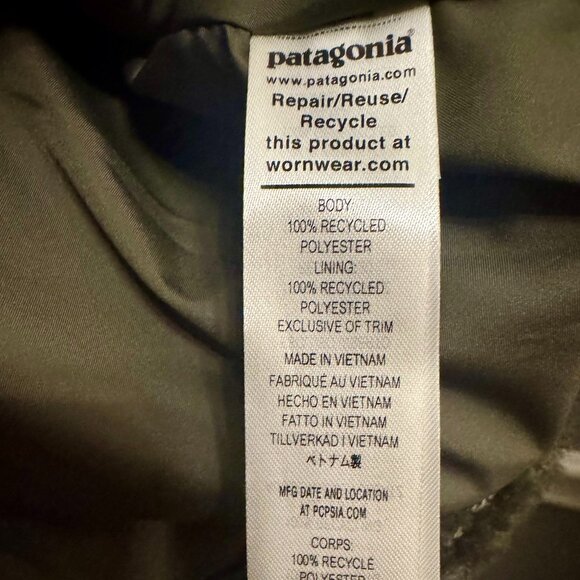 patagonia®
www.patagonia.com
Repair/Reuse/
Recycle
this product at
wornwear.com
BODY:
100% RECYCLED
POLYESTER
LINING:
100% RECYCLED
POLYESTER
EXCLUSIVE OF TRIM
MADE IN VIETNAM
FABRIQUÉ AU VIETNAM
HECHO EN VIETNAM
FATTO IN VIETNAM
TILLVERKAD I VIETNAM
ベトナム製
MFG DATE AND LOCATION
AT PCPSIA.COM
CORPS:
100% RECYCLÉ
POLYESTER